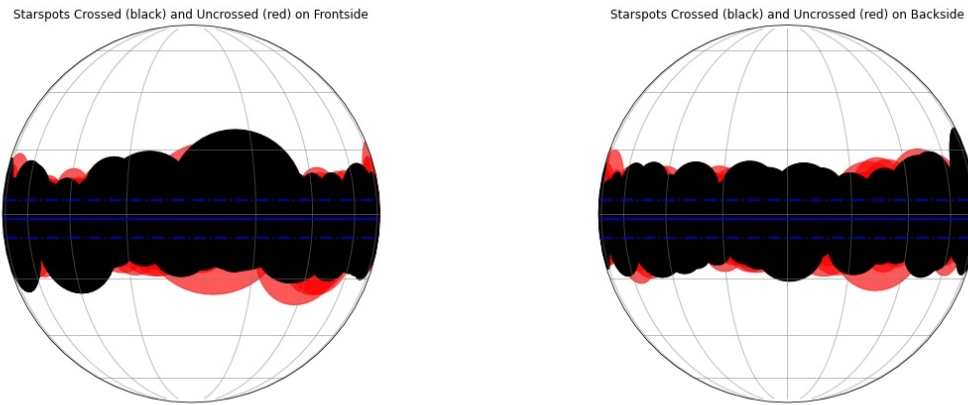 Starspots Crossed (black) and Uncrossed (red) on Frontside
Starspots Crossed (black) and Uncrossed (red) on Backside